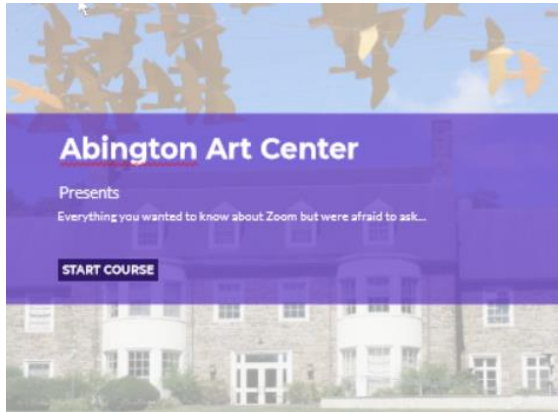 Abington Art Center
Presents
Everything you wanted to know about Zoom but were afraid to ask...
START COURSE